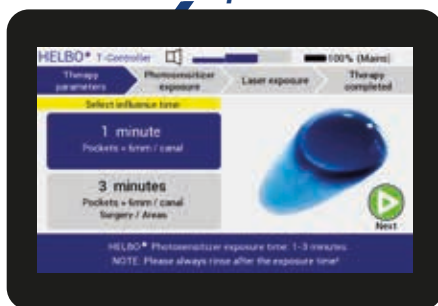 HELBO® T-Controller 100% (Mains)
Therapy parameters
Photosensitizer exposure
Laser exposure
Therapy completed
Select influence time
1 minute
Pockets < 6mm / canal
3 minutes
Pockets > 6mm / canal
Surgery / Areas
Next
HELBO® Photosensitizer exposure time: 1-3 minutes
NOTE: Please always rinse after the exposure time!